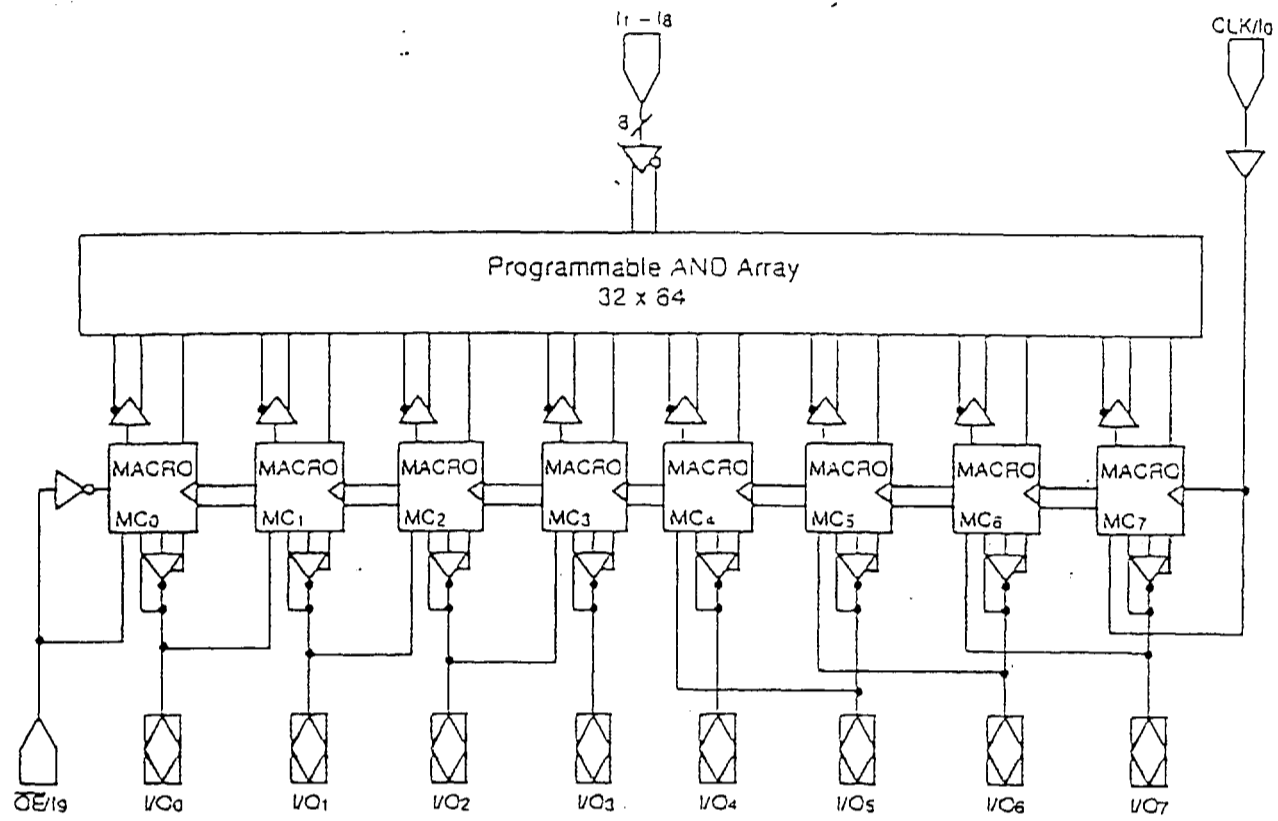 I1 – I8
CLK/I0
8
Programmable AND Array
32 x 64
MACRO MACRO MACRO MACRO MACRO MACRO MACRO MACRO
MC0 MC1 MC2 MC3 MC4 MC5 MC6 MC7
OE/I9 I/O0 I/O1 I/O2 I/O3 I/O4 I/O5 I/O6 I/O7